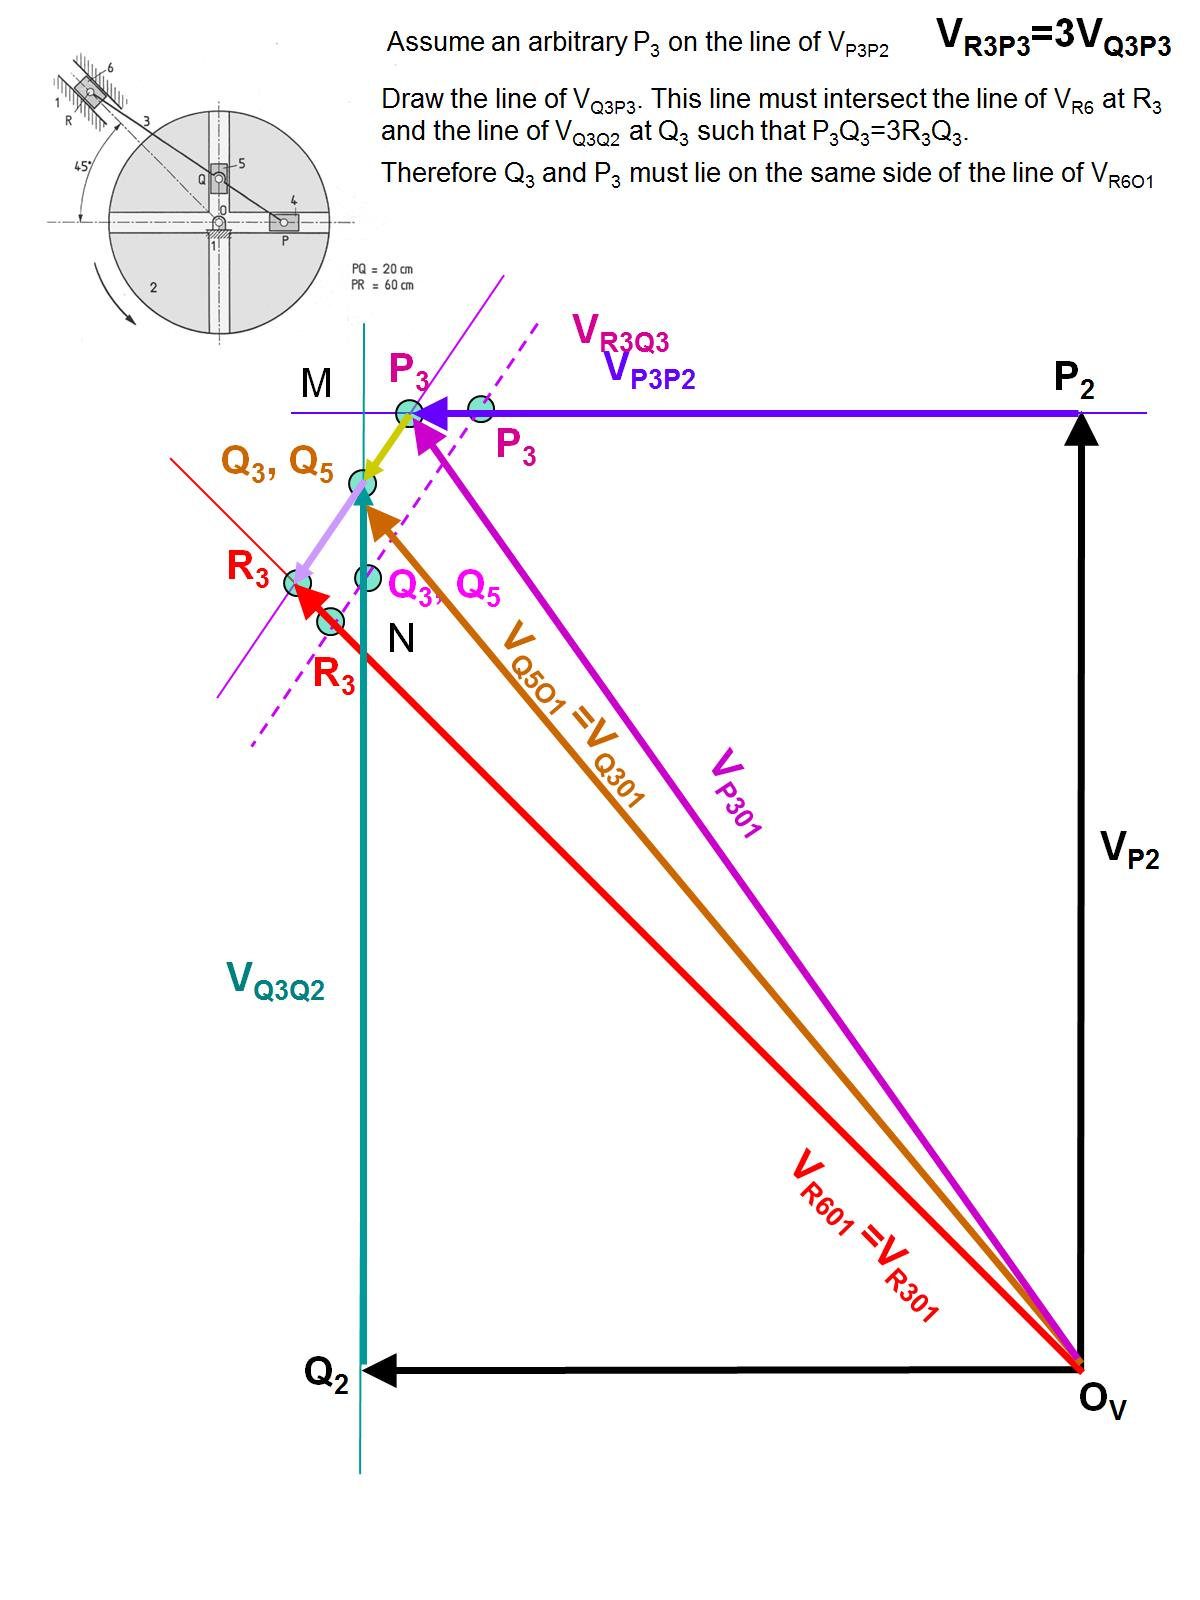 Assume an arbitrary P3 on the line of VP3P2
VR3P3=3VQ3P3
Draw the line of VQ3P3. This line must intersect the line of VR6 at R3
and the line of VQ3Q2 at Q3 such that P3Q3=3R3Q3.
Therefore Q3 and P3 must lie on the same side of the line of VR6O1
6
1
R
3
45°
5
Q
4
O
1
P
2
PQ = 20 cm
PR = 60 cm
VR3Q3
M
P3
VP3P2
P2
P3
Q3, Q5
R3
Q3, Q5
N
R3
VQ5O1 =VQ301
VP301
VP2
VQ3Q2
VR601 =VR301
Q2
OV